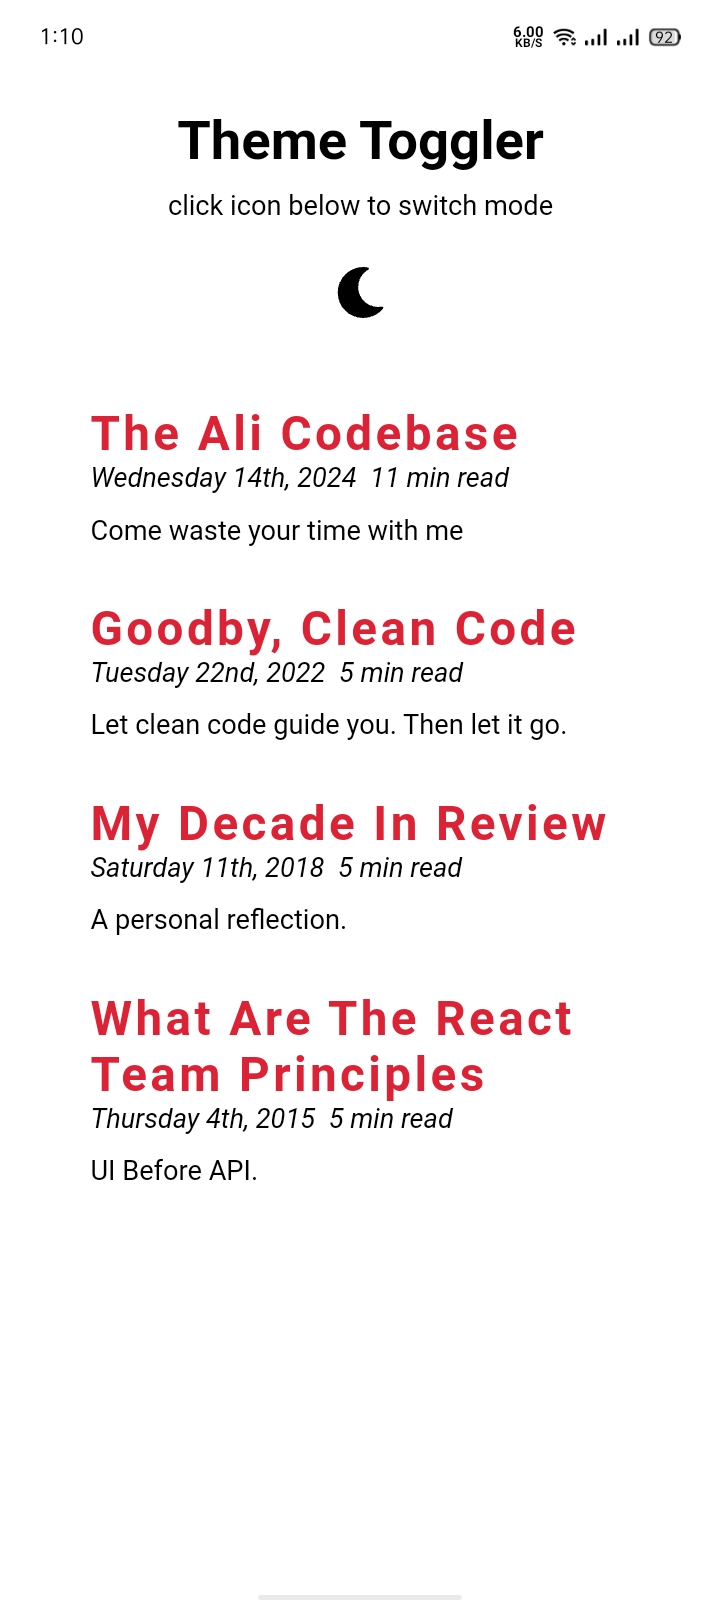 1:10
6.00
KB/S
92
Theme Toggler
click icon below to switch mode
The Ali Codebase
Wednesday 14th, 2024 11 min read
Come waste your time with me
Goodby, Clean Code
Tuesday 22nd, 2022 5 min read
Let clean code guide you. Then let it go.
My Decade In Review
Saturday 11th, 2018 5 min read
A personal reflection.
What Are The React
Team Principles
Thursday 4th, 2015 5 min read
UI Before API.